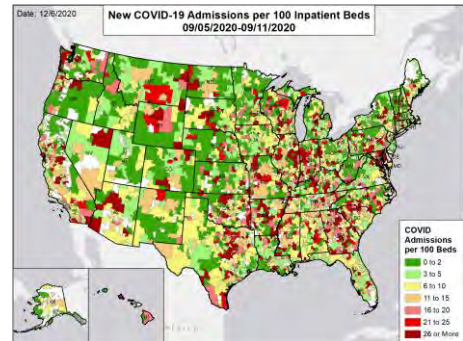 Date: 12/6/2020
New COVID-19 Admissions per 100 Inpatient Beds
09/05/2020-09/11/2020
COVID
Admissions
per 100 Beds
0 to 2
3 to 5
6 to 10
11 to 15
16 to 20
21 to 25
26 or More